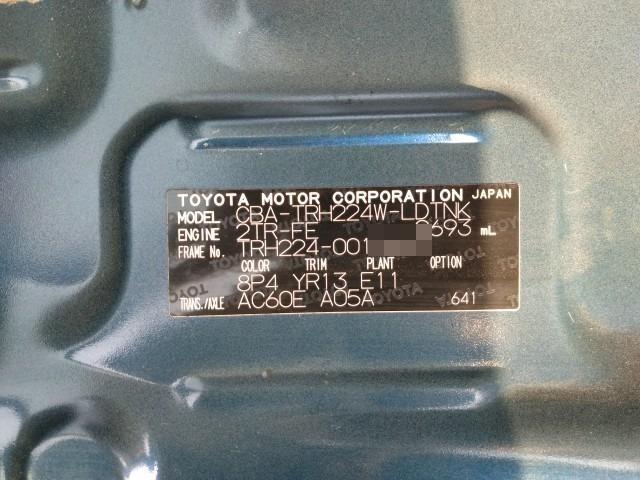 TOYOTA MOTOR CORPORATION JAPAN
MODEL CBA-TRH224W-LDTNK
ENGINE 2TR-FE 2693 mL
FRAME No. TRH224-001
COLOR TRIM PLANT OPTION
8P4 YR13 E11
TRANS./AXLE AC60E A05A .641